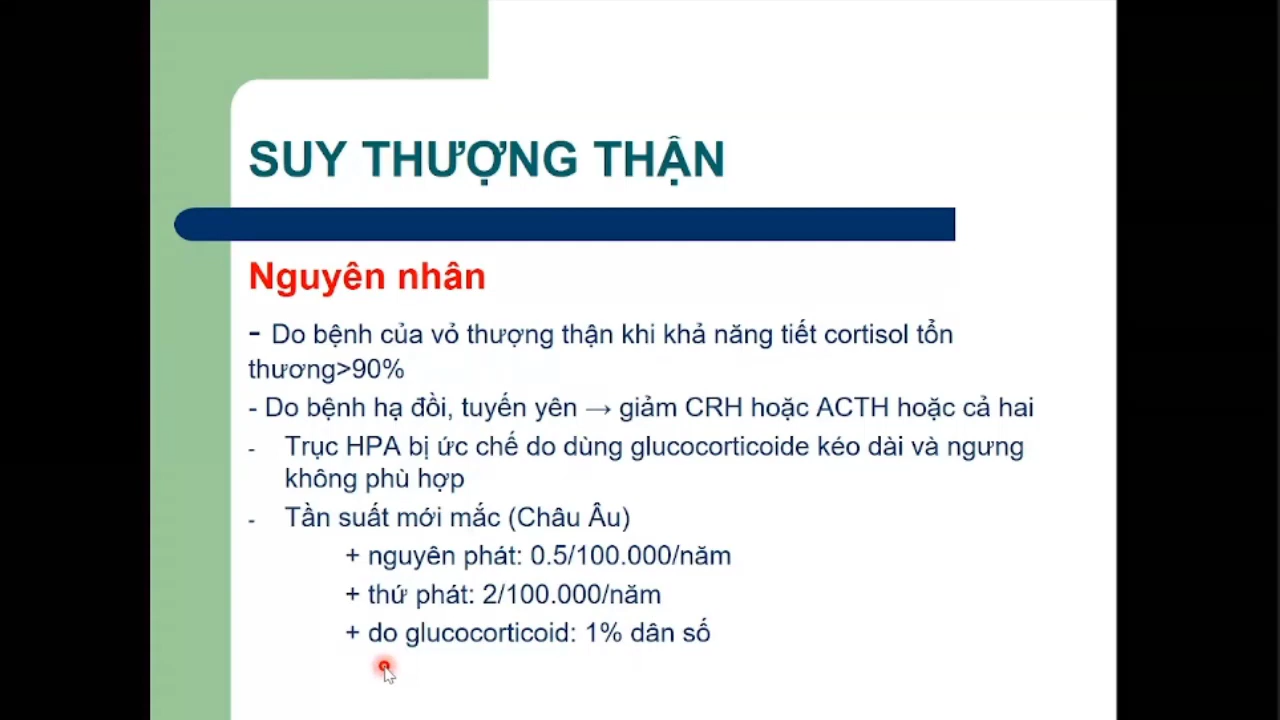 SUY THƯỢNG THẬN
Nguyên nhân
- Do bệnh của vỏ thượng thận khi khả năng tiết cortisol tổn
thương>90%
- Do bệnh hạ đồi, tuyến yên → giảm CRH hoặc ACTH hoặc cả hai
- Trục HPA bị ức chế do dùng glucocorticoide kéo dài và ngưng
không phù hợp
- Tần suất mới mắc (Châu Âu)
+ nguyên phát: 0.5/100.000/năm
+ thứ phát: 2/100.000/năm
+ do glucocorticoid: 1% dân số